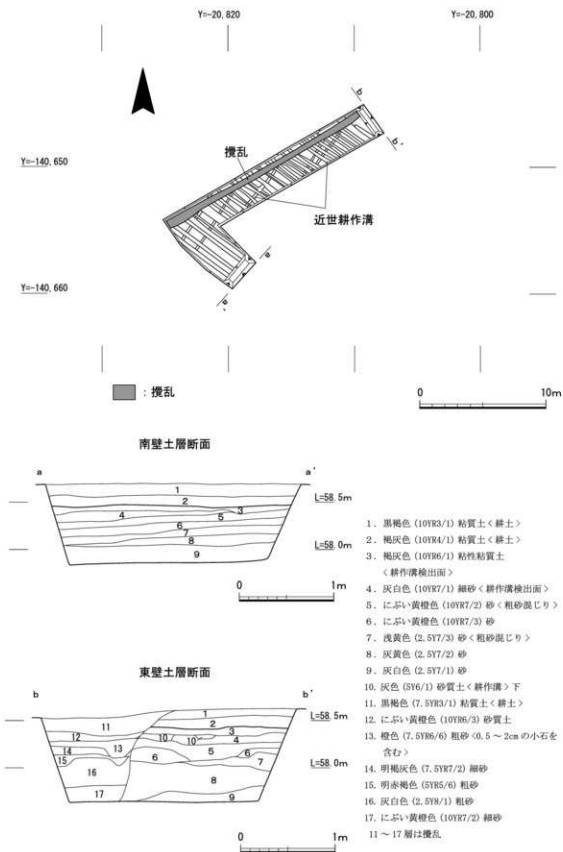 Y=-20,820
Y=-20,800
b
b'
攪乱
Y=-140,650
近世耕作溝
a
a'
Y=-140,660
：攪乱
0
10m
南壁土層断面
a
a'
1
L=58.5m
2
3
4
5
6
7
L=58.0m
8
9
0
1m
東壁土層断面
b
b'
1
L=58.5m
11
2
3
12
10
10
4
13
5
14
6
6
7
15
L=58.0m
16
8
17
9
0
1m
1．黒褐色 (10YR3/1) 粘質土＜耕土＞
2．褐灰色 (10YR4/1) 粘質土＜耕土＞
3．褐灰色 (10YR6/1) 粘性粘質土
＜耕作溝検出面＞
4．灰白色 (10YR7/1) 細砂＜耕作溝検出面＞
5．にぶい黄橙色 (10YR7/2) 砂＜粗砂混じり＞
6．にぶい黄橙色 (10YR7/3) 砂
7．浅黄色 (2.5Y7/3) 砂＜粗砂混じり＞
8．灰黄色 (2.5Y7/2) 砂
9．灰白色 (2.5Y7/1) 砂
10．灰色 (5Y6/1) 砂質土＜耕作溝＞下
11．黒褐色 (7.5YR3/1) 粘質土＜耕土＞
12．にぶい黄橙色 (10YR6/3) 砂質土
13．橙色 (7.5YR6/6) 粗砂＜0.5～2cmの小石を
含む＞
14．明褐灰色 (7.5YR7/2) 細砂
15．明赤褐色 (5YR5/6) 粗砂
16．灰白色 (2.5Y8/1) 粗砂
17．にぶい黄橙色 (10YR7/2) 細砂
11～17層は攪乱